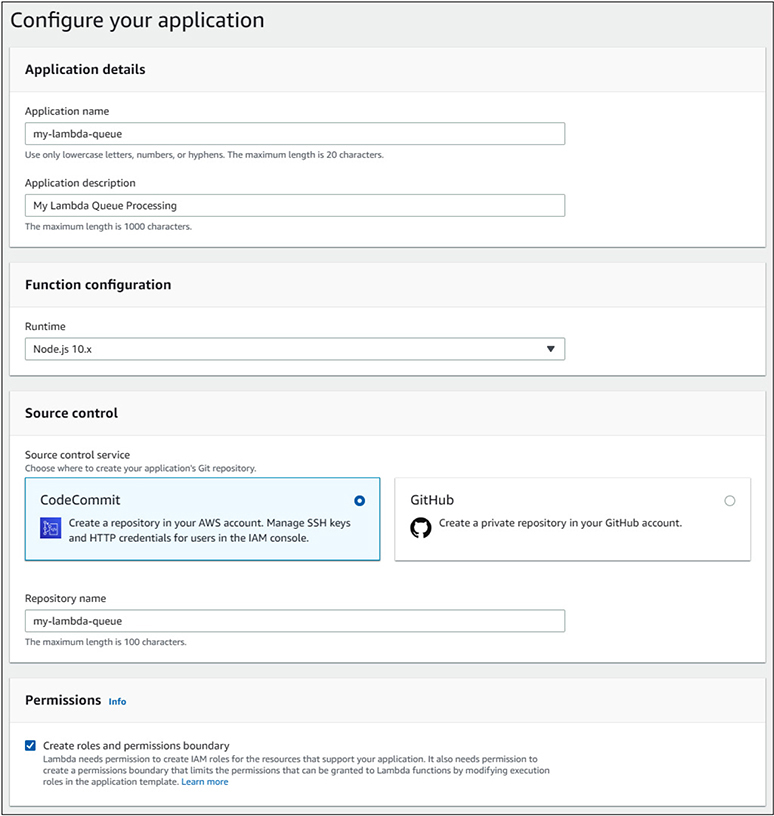 Configure your application
Application details
Application name
my-lambda-queue
Use only lowercase letters, numbers, or hyphens. The maximum length is 20 characters.
Application description
My Lambda Queue Processing
The maximum length is 1000 characters.
Function configuration
Runtime
Node.js 10.x
Source control
Source control service
Choose where to create your application's Git repository.
CodeCommit
Create a repository in your AWS account. Manage SSH keys
and HTTP credentials for users in the IAM console.
GitHub
Create a private repository in your GitHub account.
Repository name
my-lambda-queue
The maximum length is 100 characters.
Permissions Info
Create roles and permissions boundary
Lambda needs permission to create IAM roles for the resources that support your application. It also needs permission to
create a permissions boundary that limits the permissions that can be granted to Lambda functions by modifying execution
roles in the application template. Learn more